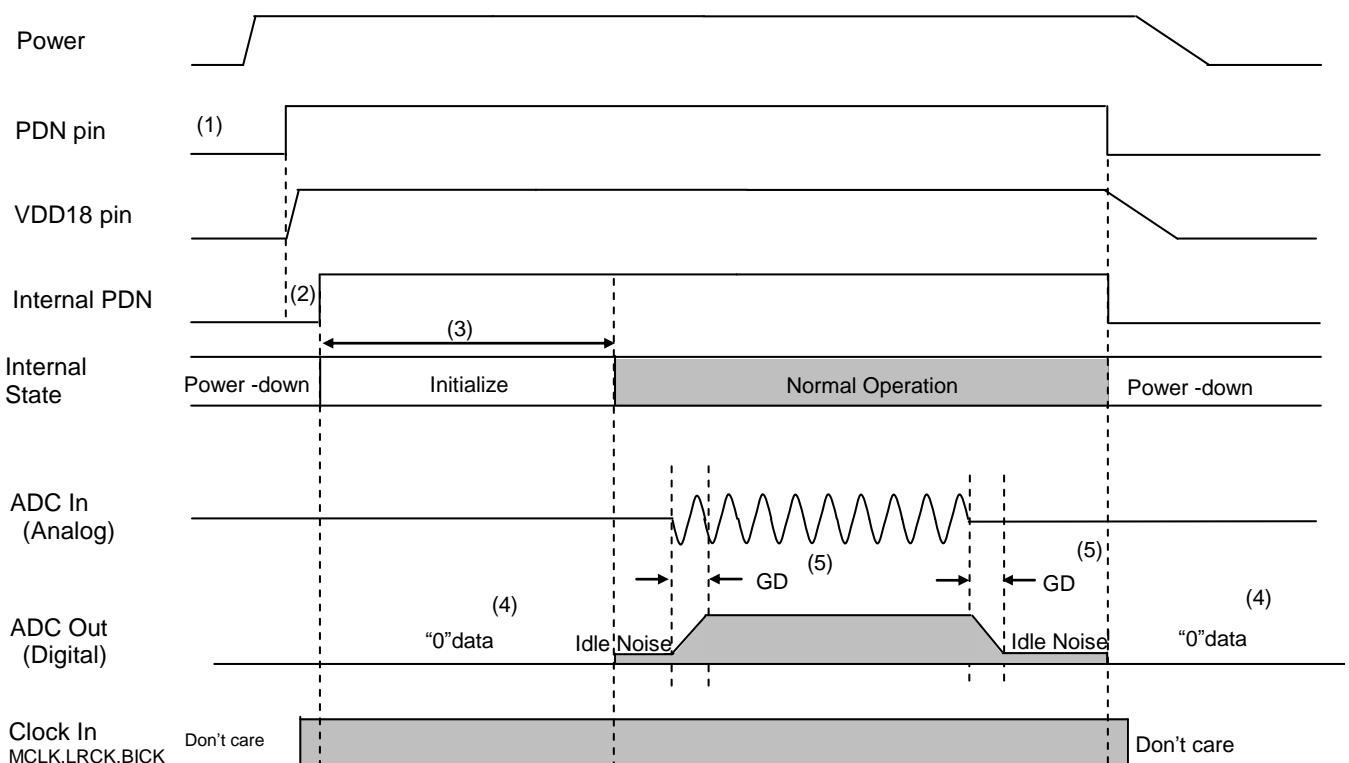 Power
PDN pin
(1)
VDD18 pin
Internal PDN
(2)
(3)
Internal
State
Power -down
Initialize
Normal Operation
Power -down
ADC In
(Analog)
(5)
(5)
GD
GD
ADC Out
(Digital)
(4)
(4)
“0”data
Idle Noise
Idle Noise
“0”data
Clock In
MCLK,LRCK,BICK
Don’t care
Don’t care